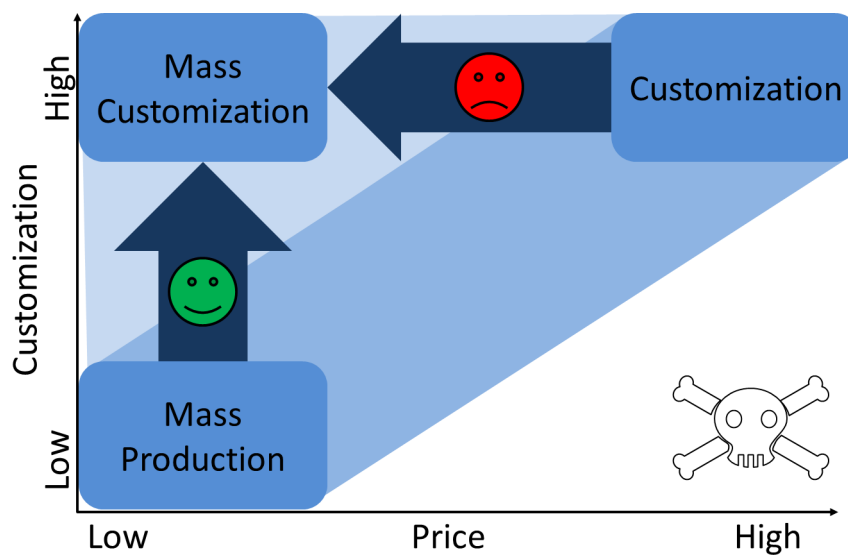 Mass
Customization
Customization
High
Customization
Low
Mass
Production
Low
Price
High